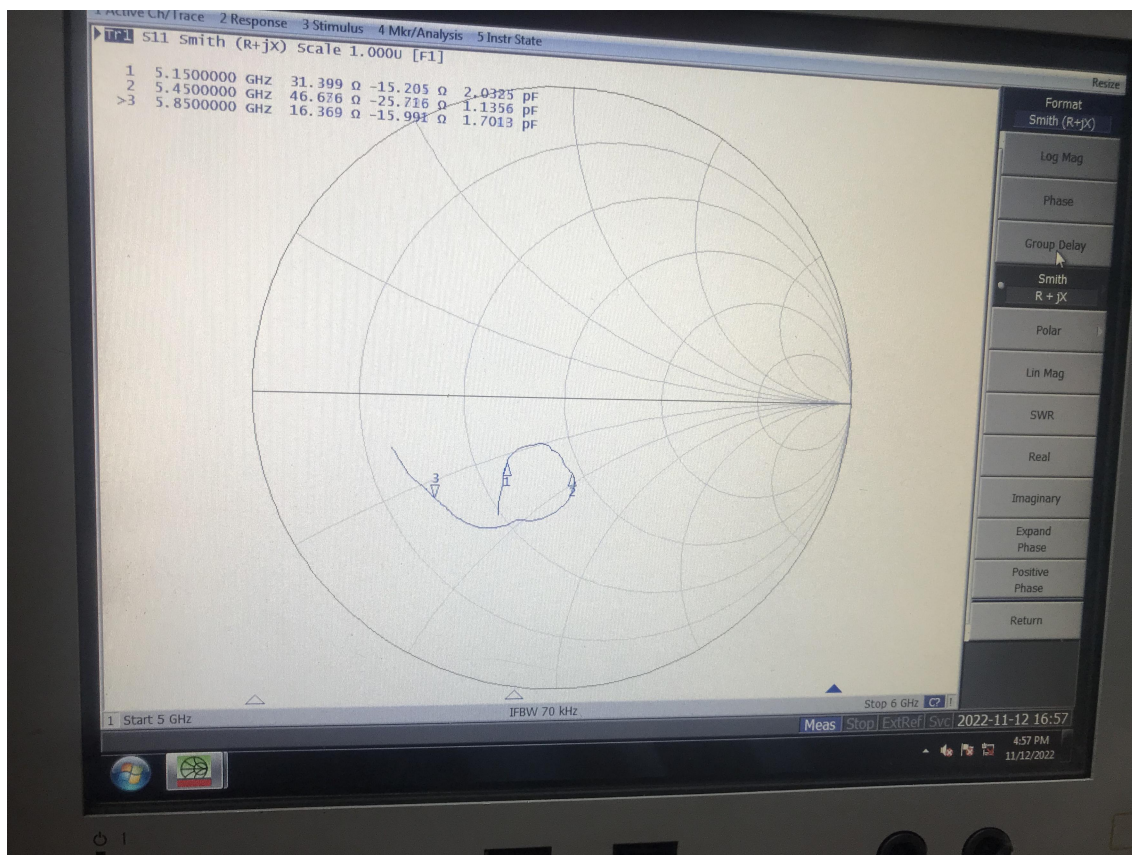 1 Active Ch/Trace 2 Response 3 Stimulus 4 Mkr/Analysis 5 Instr State
Tr1 S11 Smith (R+jX) Scale 1.000U [F1]
1 5.1500000 GHz 31.399 Ω -15.205 Ω 2.0325 pF
2 5.4500000 GHz 46.676 Ω -25.716 Ω 1.1356 pF
>3 5.8500000 GHz 16.369 Ω -15.991 Ω 1.7013 pF
Resize
Format
Smith (R+jX)
Log Mag
Phase
Group Delay
Smith
R + jX
Polar
Lin Mag
SWR
Real
Imaginary
Expand
Phase
Positive
Phase
Return
3
1
2
1 Start 5 GHz
IFBW 70 kHz
Stop 6 GHz C? !
Meas Stop ExtRef Svc 2022-11-12 16:57
4:57 PM
11/12/2022